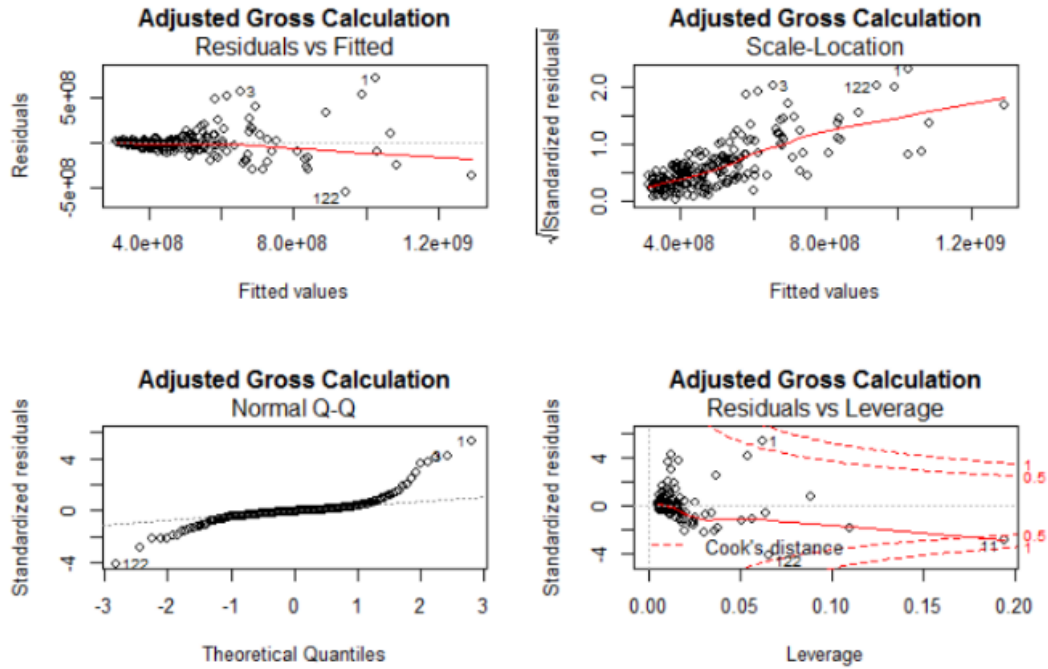 Adjusted Gross Calculation
Residuals vs Fitted
Residuals
5e+08
-5e+08
1
3
122
4.0e+08 8.0e+08 1.2e+09
Fitted values
Adjusted Gross Calculation
Scale-Location
√|Standardized residuals|
2.0
1.0
0.0
1
3
122
4.0e+08 8.0e+08 1.2e+09
Fitted values
Adjusted Gross Calculation
Normal Q-Q
Standardized residuals
4
0
-4
1
3
122
-3 -2 -1 0 1 2 3
Theoretical Quantiles
Adjusted Gross Calculation
Residuals vs Leverage
Standardized residuals
4
0
-4
1
1
0.5
0.5
1
11
Cook's distance
122
0.00 0.05 0.10 0.15 0.20
Leverage